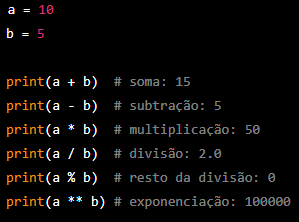 a = 10
b = 5
print(a + b)  # soma: 15
print(a - b)  # subtração: 5
print(a * b)  # multiplicação: 50
print(a / b)  # divisão: 2.0
print(a % b)  # resto da divisão: 0
print(a ** b) # exponenciação: 100000